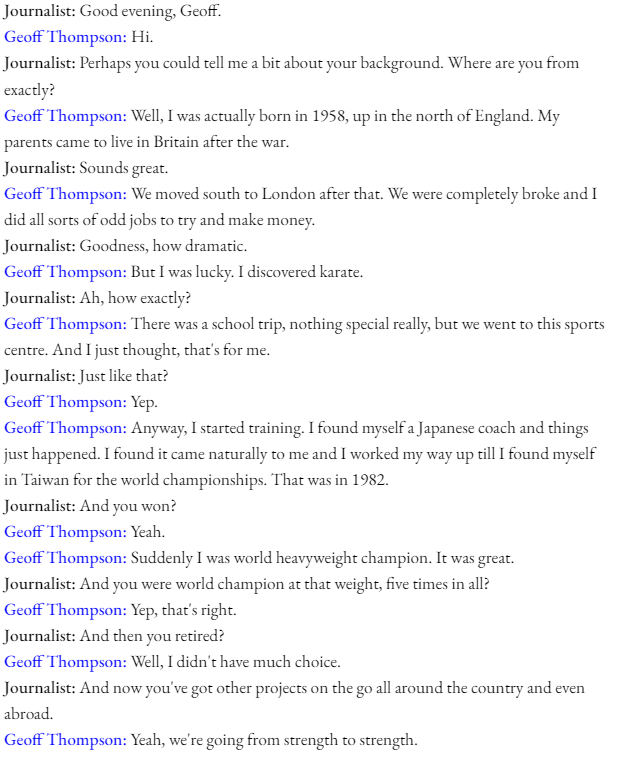 Journalist: Good evening, Geoff.
Geoff Thompson: Hi.
Journalist: Perhaps you could tell me a bit about your background. Where are you from
exactly?
Geoff Thompson: Well, I was actually born in 1958, up in the north of England. My
parents came to live in Britain after the war.
Journalist: Sounds great.
Geoff Thompson: We moved south to London after that. We were completely broke and I
did all sorts of odd jobs to try and make money.
Journalist: Goodness, how dramatic.
Geoff Thompson: But I was lucky. I discovered karate.
Journalist: Ah, how exactly?
Geoff Thompson: There was a school trip, nothing special really, but we went to this sports
centre. And I just thought, that's for me.
Journalist: Just like that?
Geoff Thompson: Yep.
Geoff Thompson: Anyway, I started training. I found myself a Japanese coach and things
just happened. I found it came naturally to me and I worked my way up till I found myself
in Taiwan for the world championships. That was in 1982.
Journalist: And you won?
Geoff Thompson: Yeah.
Geoff Thompson: Suddenly I was world heavyweight champion. It was great.
Journalist: And you were world champion at that weight, five times in all?
Geoff Thompson: Yep, that's right.
Journalist: And then you retired?
Geoff Thompson: Well, I didn't have much choice.
Journalist: And now you've got other projects on the go all around the country and even
abroad.
Geoff Thompson: Yeah, we're going from strength to strength.